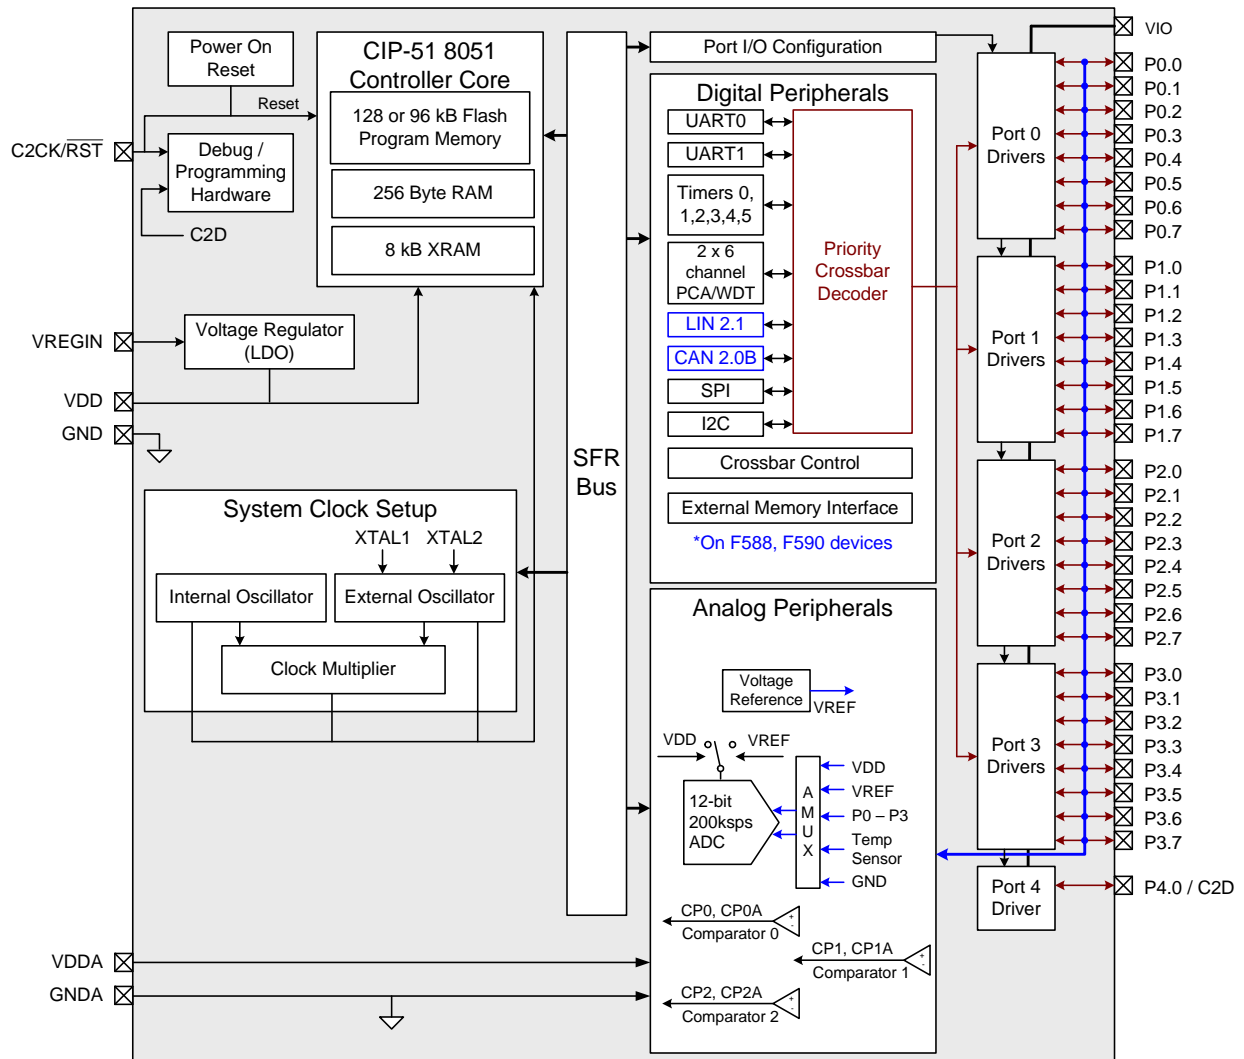 Power On
Reset
Reset
C2CK/RST
Debug /
Programming
Hardware
C2D
CIP-51 8051
Controller Core
128 or 96 kB Flash
Program Memory
256 Byte RAM
8 kB XRAM
VREGIN
Voltage Regulator
(LDO)
VDD
GND
System Clock Setup
XTAL1
XTAL2
Internal Oscillator
External Oscillator
Clock Multiplier
VDDA
GNDA
SFR
Bus
Port I/O Configuration
Digital Peripherals
UART0
UART1
Timers 0,
1,2,3,4,5
2 x 6
channel
PCA/WDT
LIN 2.1
CAN 2.0B
SPI
I2C
Priority
Crossbar
Decoder
Crossbar Control
External Memory Interface
*On F588, F590 devices
Analog Peripherals
Voltage
Reference
VREF
VDD
VREF
12-bit
200ksps
ADC
A
M
U
X
VDD
VREF
P0 – P3
Temp
Sensor
GND
CP0, CP0A
Comparator 0
+
-
CP1, CP1A
Comparator 1
+
-
CP2, CP2A
Comparator 2
+
-
Port 0
Drivers
Port 1
Drivers
Port 2
Drivers
Port 3
Drivers
Port 4
Driver
VIO
P0.0
P0.1
P0.2
P0.3
P0.4
P0.5
P0.6
P0.7
P1.0
P1.1
P1.2
P1.3
P1.4
P1.5
P1.6
P1.7
P2.0
P2.1
P2.2
P2.3
P2.4
P2.5
P2.6
P2.7
P3.0
P3.1
P3.2
P3.3
P3.4
P3.5
P3.6
P3.7
P4.0 / C2D